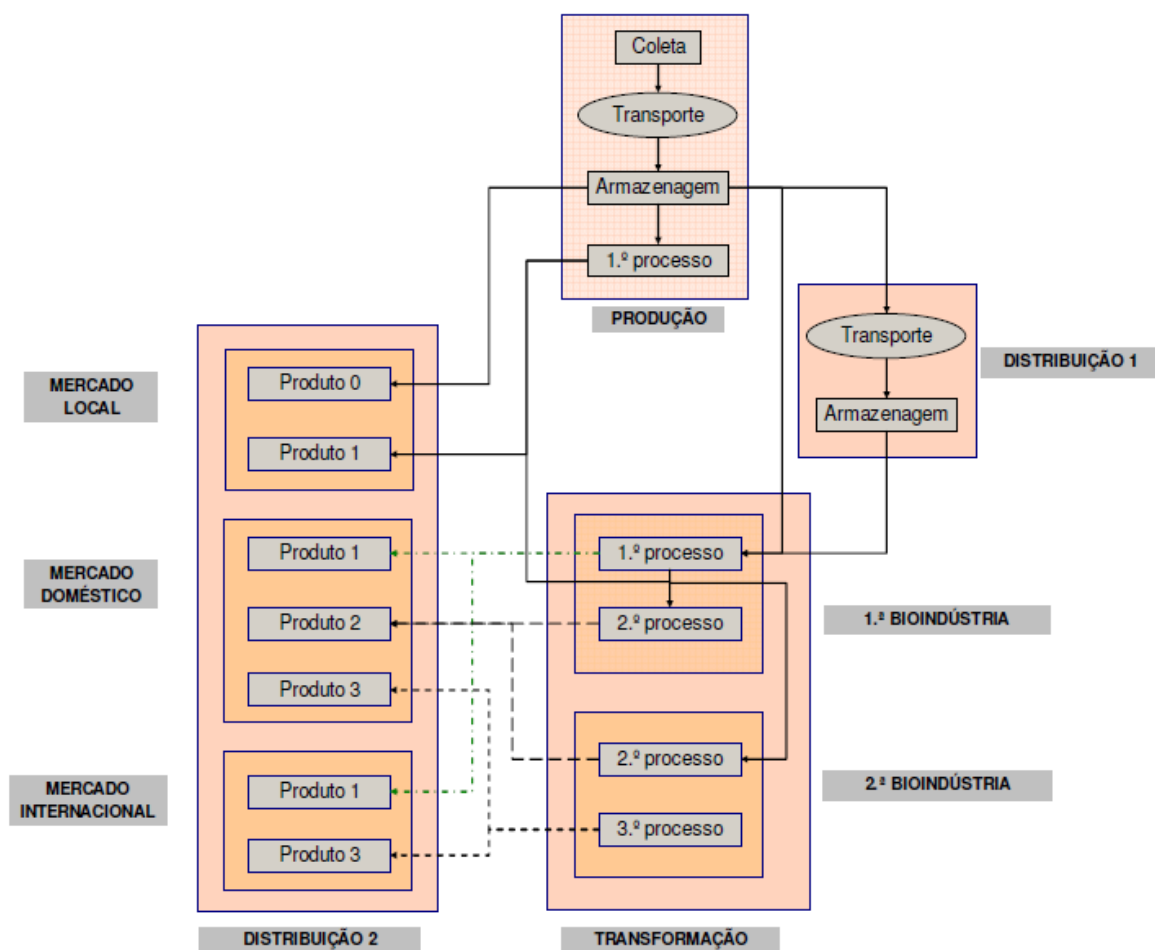 Coleta
Transporte
Armazenagem
1.º processo
PRODUÇÃO
Transporte
Armazenagem
DISTRIBUIÇÃO 1
MERCADO
LOCAL
Produto 0
Produto 1
MERCADO
DOMÉSTICO
Produto 1
Produto 2
Produto 3
MERCADO
INTERNACIONAL
Produto 1
Produto 3
DISTRIBUIÇÃO 2
1.º processo
2.º processo
1.ª BIOINDÚSTRIA
2.º processo
3.º processo
2.ª BIOINDÚSTRIA
TRANSFORMAÇÃO